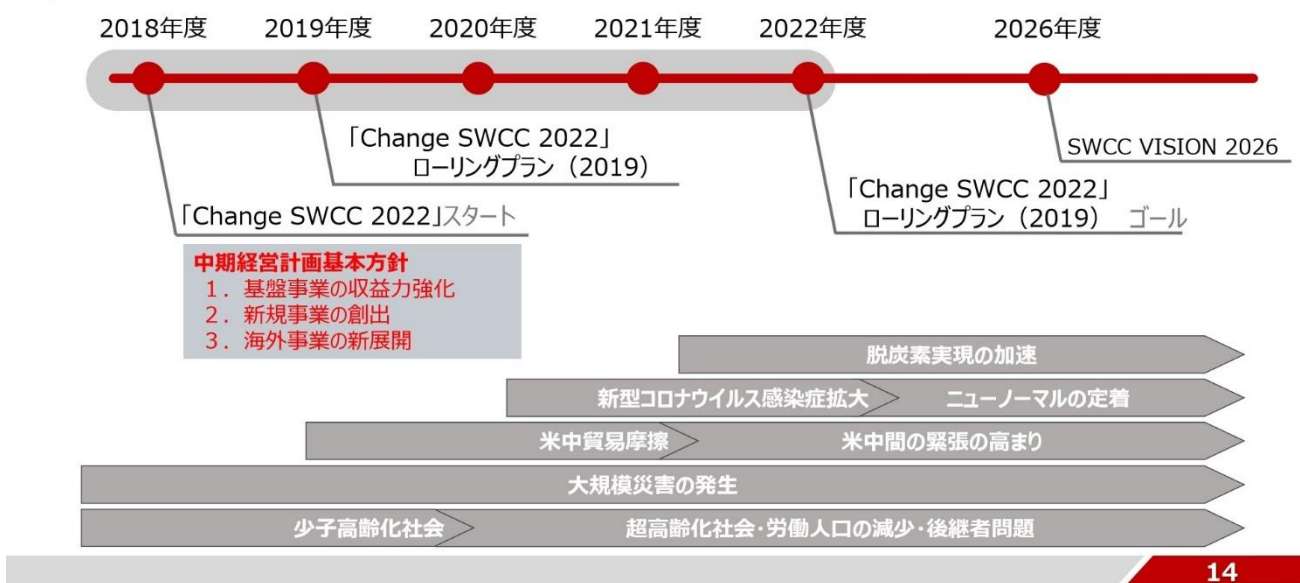 2018年度 2019年度 2020年度 2021年度 2022年度 2026年度
「Change SWCC 2022」
ローリングプラン（2019）
SWCC VISION 2026
「Change SWCC 2022」スタート
「Change SWCC 2022」
ローリングプラン（2019） ゴール
中期経営計画基本方針
1．基盤事業の収益力強化
2．新規事業の創出
3．海外事業の新展開
脱炭素実現の加速
新型コロナウイルス感染症拡大 ニューノーマルの定着
米中貿易摩擦 米中間の緊張の高まり
大規模災害の発生
少子高齢化社会 超高齢化社会・労働人口の減少・後継者問題
14